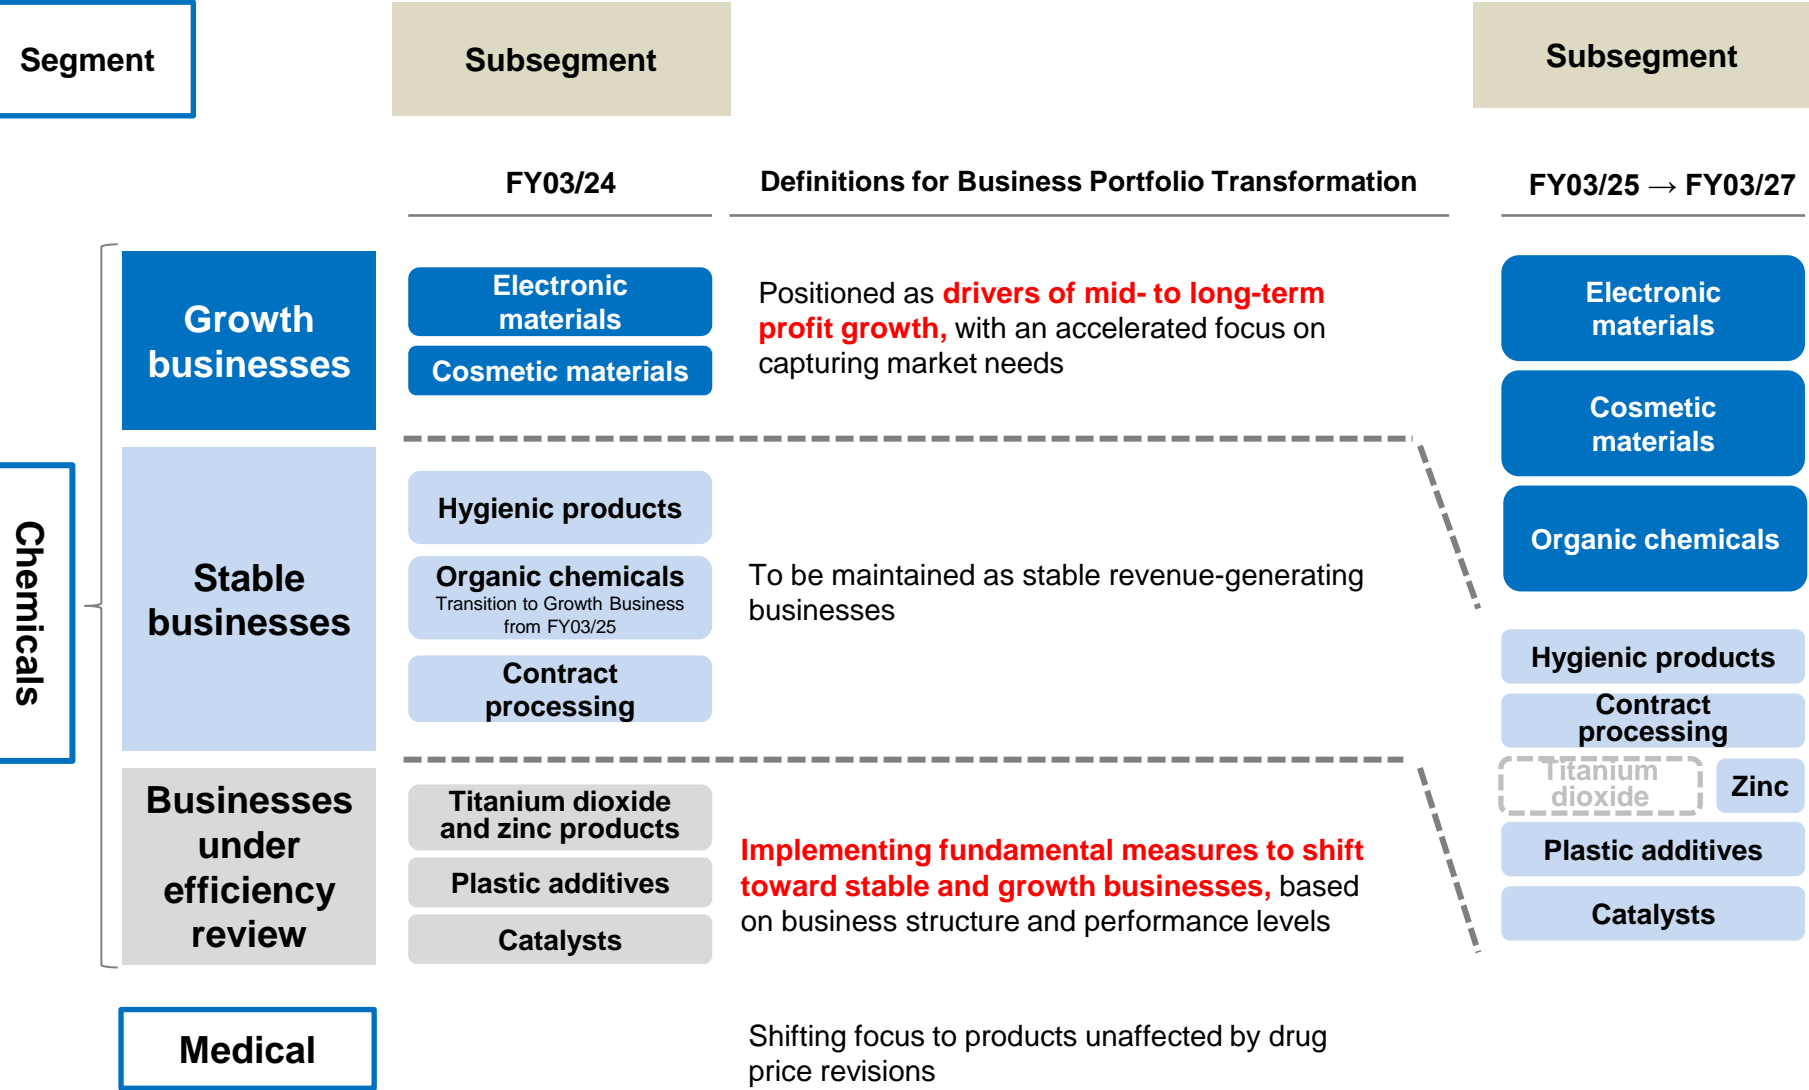 Segment
Subsegment
Subsegment
FY03/24
Definitions for Business Portfolio Transformation
FY03/25 → FY03/27
Chemicals
Growth
businesses
Electronic
materials
Cosmetic materials
Positioned as drivers of mid- to long-term
profit growth, with an accelerated focus on
capturing market needs
Electronic
materials
Cosmetic
materials
Organic chemicals
Stable
businesses
Hygienic products
Organic chemicals
Transition to Growth Business
from FY03/25
Contract
processing
To be maintained as stable revenue-generating
businesses
Hygienic products
Contract
processing
Titanium
dioxide
Zinc
Plastic additives
Catalysts
Businesses
under
efficiency
review
Titanium dioxide
and zinc products
Plastic additives
Catalysts
Implementing fundamental measures to shift
toward stable and growth businesses, based
on business structure and performance levels
Medical
Shifting focus to products unaffected by drug
price revisions